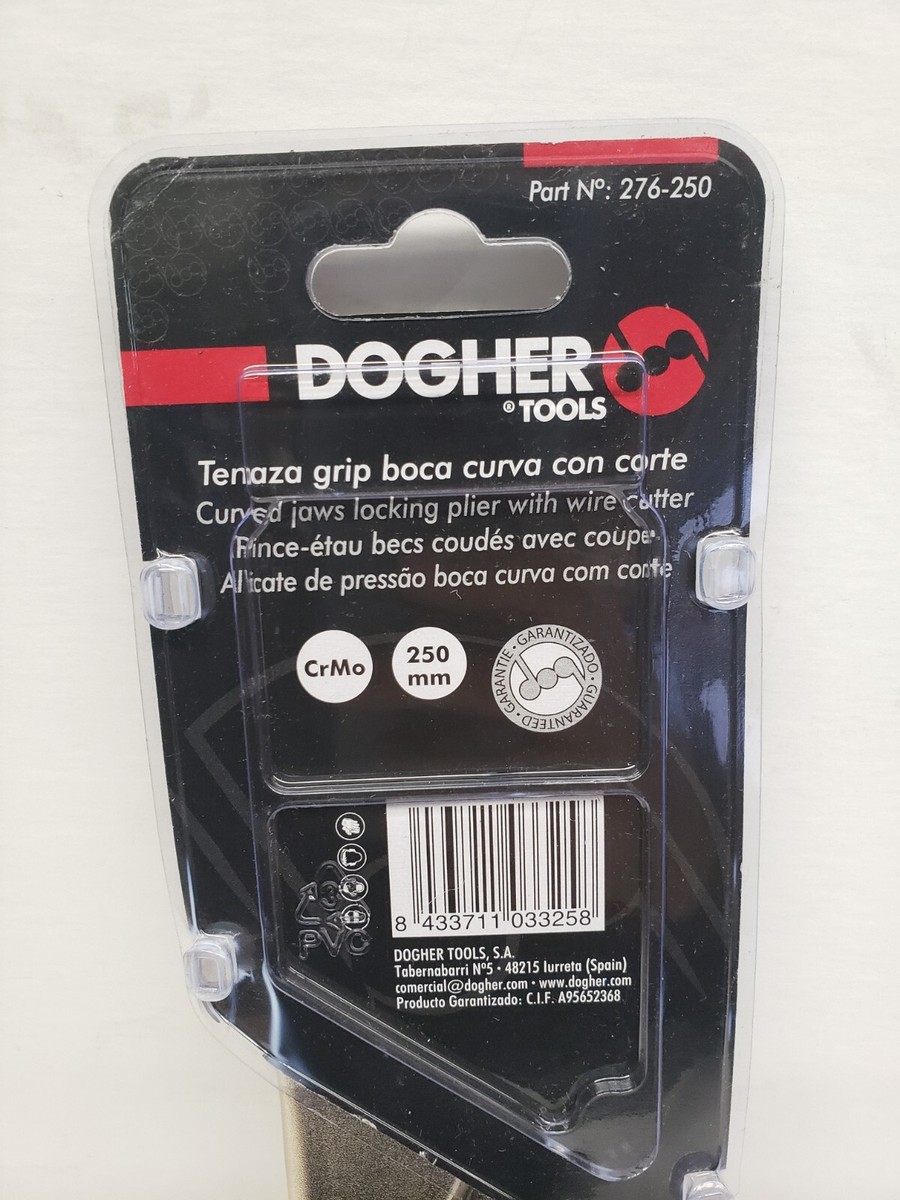 Part Nº: 276-250
DOGHER
® TOOLS
Tenaza grip boca curva con corte
Curved jaws locking plier with wire cutter
Pince-étau becs coudés avec coupe
Alicate de pressão boca curva com corte
CrMo
250
mm
GARANTIE · GARANTIZADO · GUARANTEED ·
3
PVC
8 433711 033258
DOGHER TOOLS, S.A.
Tabernabarri Nº5 · 48215 Iurreta (Spain)
comercial@dogher.com · www.dogher.com
Producto Garantizado: C.I.F. A95652368